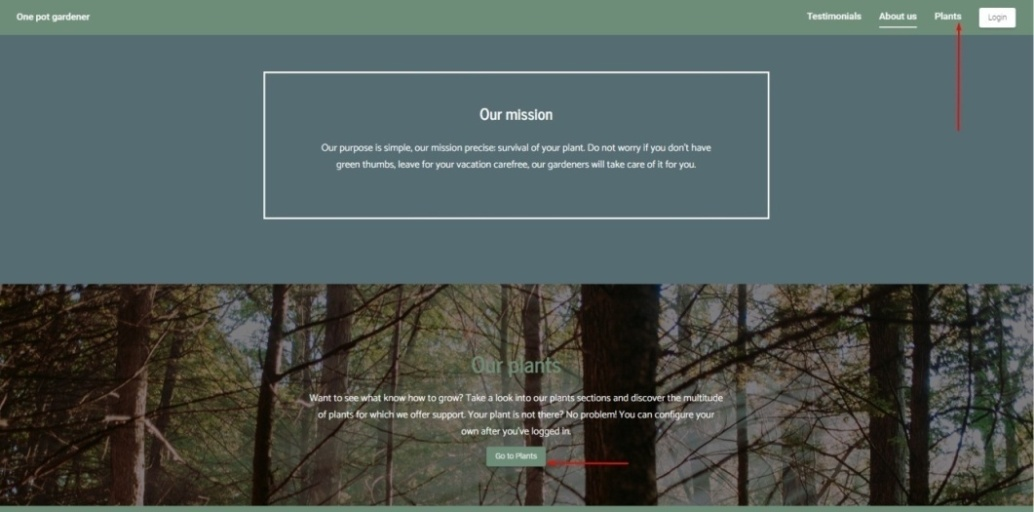 One pot gardener
Testimonials About us Plants Login
Our mission
Our purpose is simple, our mission precise: survival of your plant. Do not worry if you don't have
green thumbs, leave for your vacation carefree, our gardeners will take care of it for you.
Our plants
Want to see what know how to grow? Take a look into our plants sections and discover the multitude
of plants for which we offer support. Your plant is not there? No problem! You can configure your
own after you've logged in.
Go to Plants